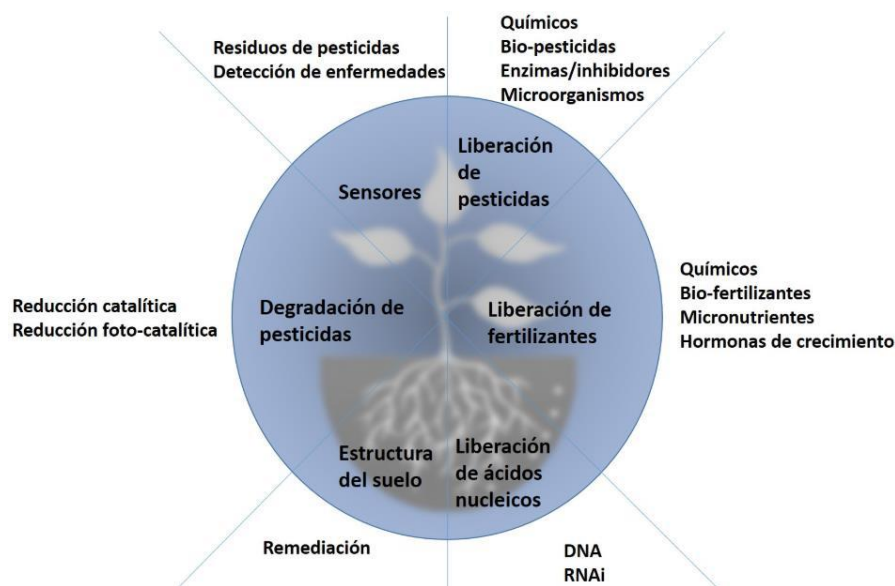 Residuos de pesticidas
Detección de enfermedades
Químicos
Bio-pesticidas
Enzimas/inhibidores
Microorganismos
Sensores
Liberación
de
pesticidas
Reducción catalítica
Reducción foto-catalítica
Degradación de
pesticidas
Liberación de
fertilizantes
Químicos
Bio-fertilizantes
Micronutrientes
Hormonas de crecimiento
Estructura
del suelo
Liberación
de ácidos
nucleicos
Remediación
DNA
RNAi